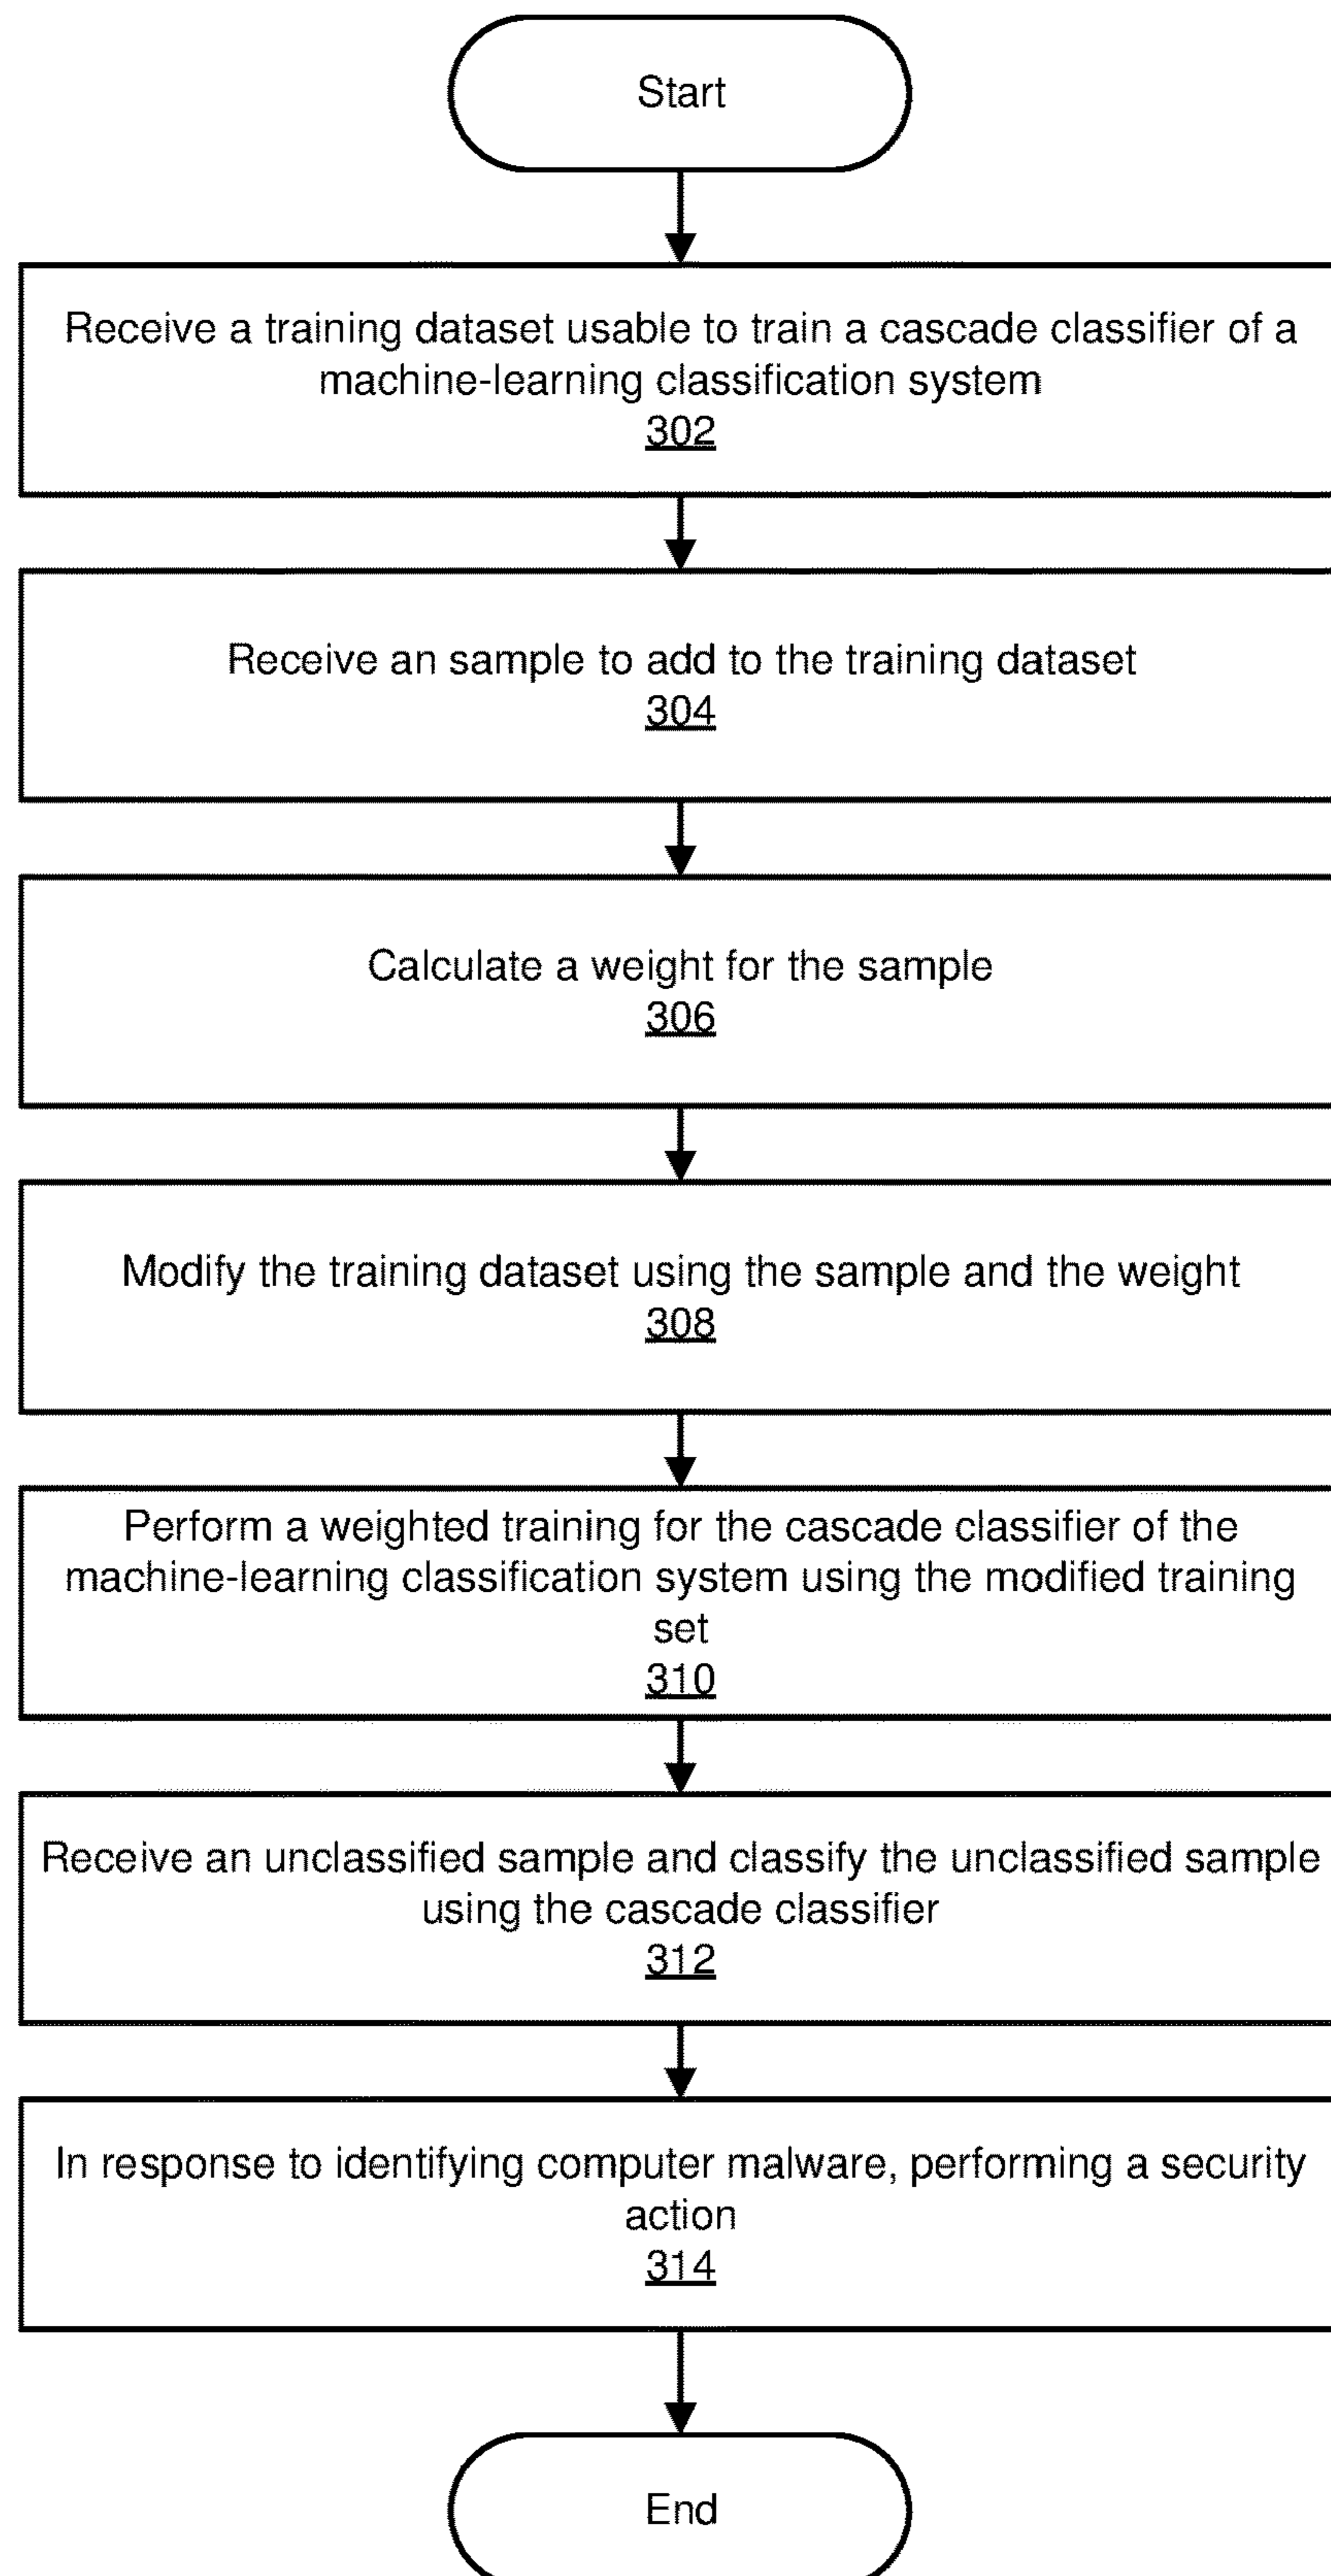 Start
Receive a training dataset usable to train a cascade classifier of a
machine-learning classification system
302
Receive an sample to add to the training dataset
304
Calculate a weight for the sample
306
Modify the training dataset using the sample and the weight
308
Perform a weighted training for the cascade classifier of the
machine-learning classification system using the modified training
set
310
Receive an unclassified sample and classify the unclassified sample
using the cascade classifier
312
In response to identifying computer malware, performing a security
action
314
End